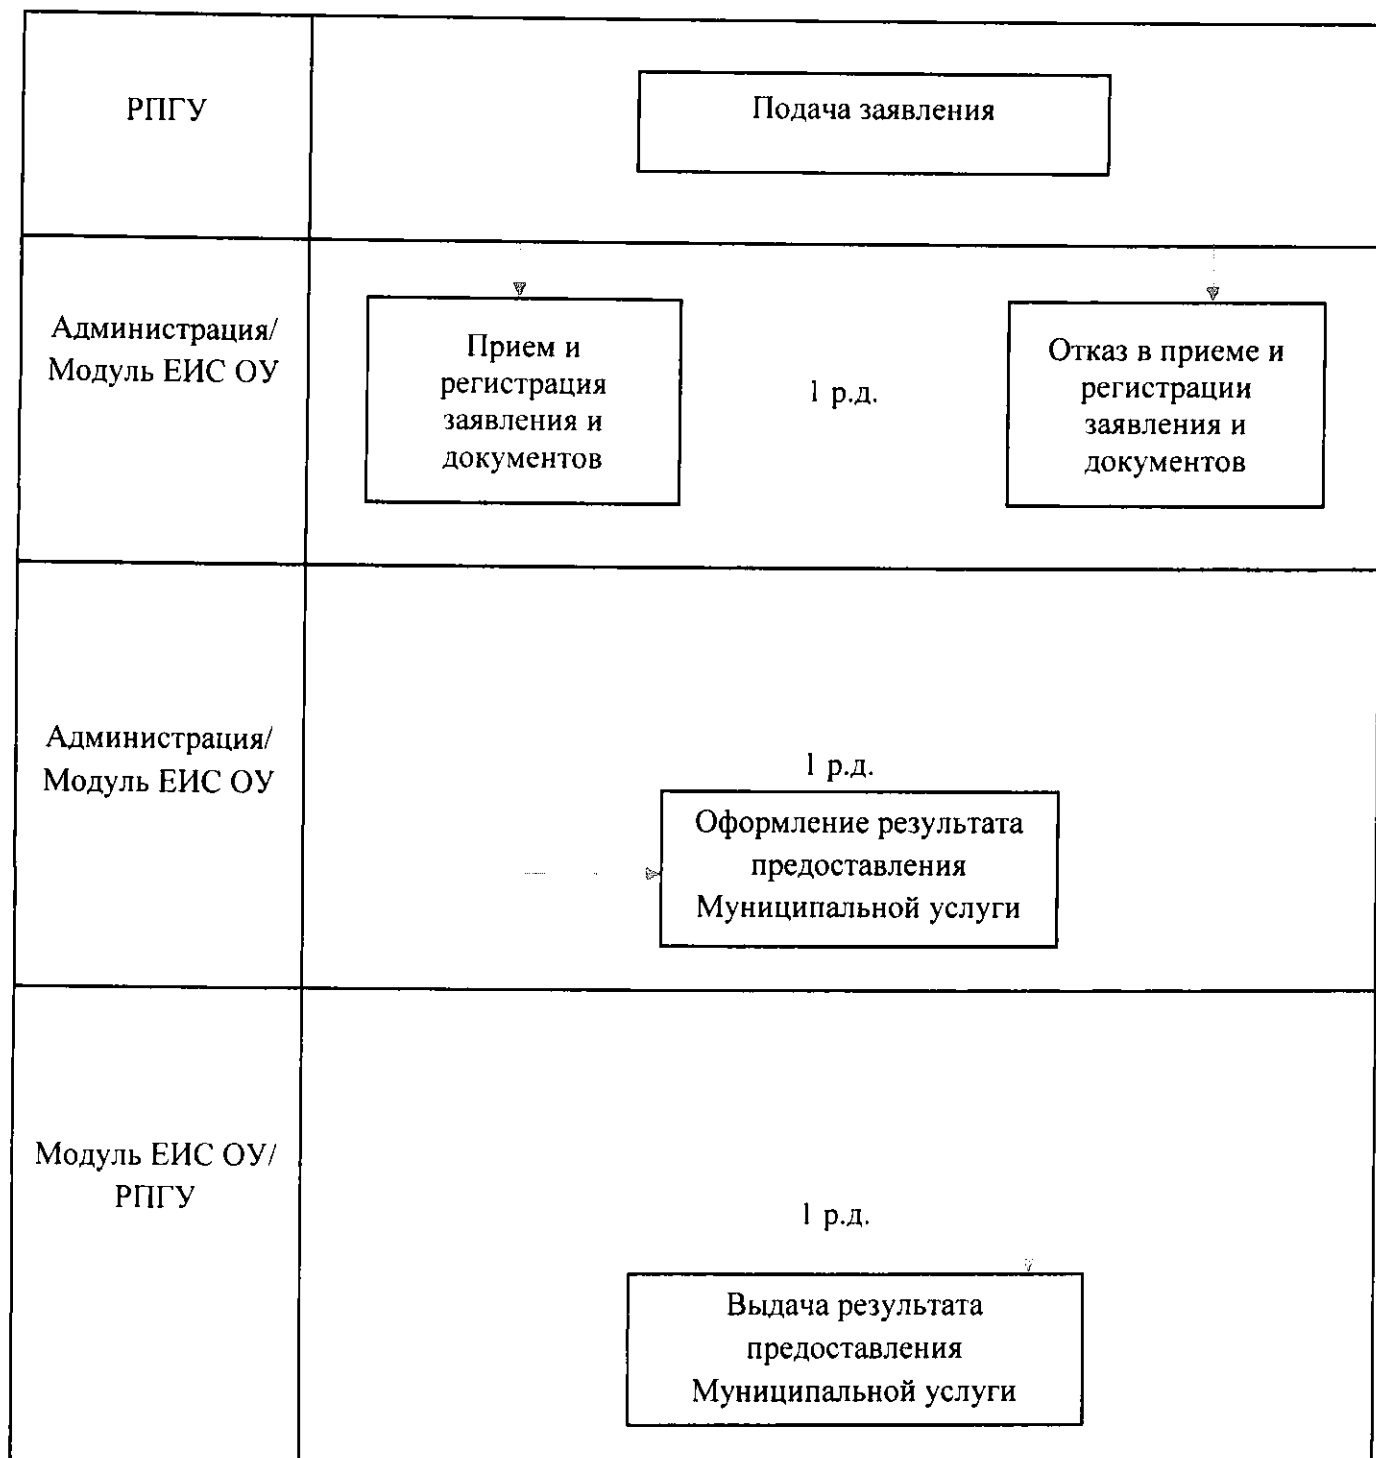 РПГУ
Подача заявления
Администрация/
Модуль ЕИС ОУ
Прием и
регистрация
заявления и
документов
1 р.д.
Отказ в приеме и
регистрации
заявления и
документов
Администрация/
Модуль ЕИС ОУ
1 р.д.
Оформление результата
предоставления
Муниципальной услуги
Модуль ЕИС ОУ/
РПГУ
1 р.д.
Выдача результата
предоставления
Муниципальной услуги